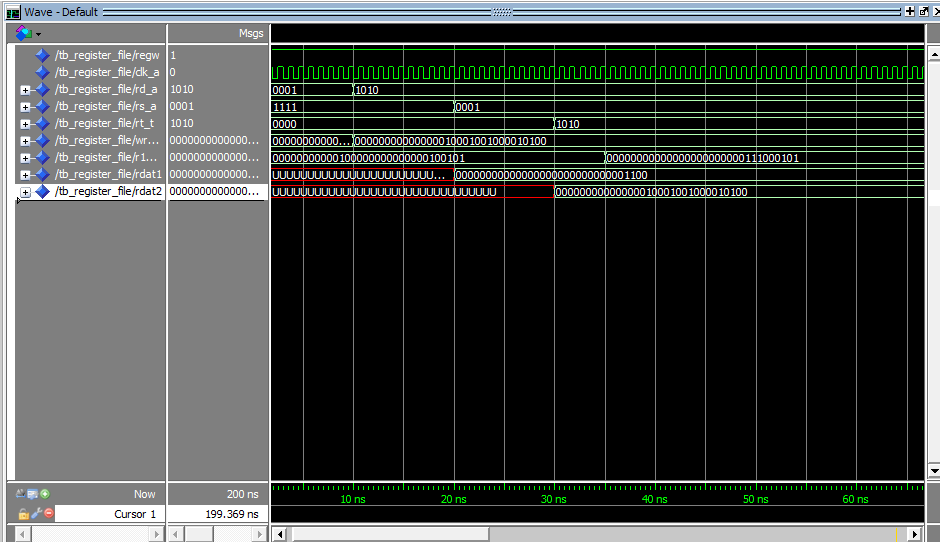 Wave - Default
Msgs
/tb_register_file/regw 1
/tb_register_file/clk_a 0
/tb_register_file/rd_a 1010 0001 1010
/tb_register_file/rs_a 0001 1111 0001
/tb_register_file/rt_t 1010 0000 1010
/tb_register_file/wr... 0000000000000... 00000000000... 00000000000000010001001000010100
/tb_register_file/r1... 0000000000000... 00000000001000000000000000100101 00000000000000000000000111000101
/tb_register_file/rdat1 0000000000000... UUUUUUUUUUUUUUUUUUUUUUU... 00000000000000000000000000001100
/tb_register_file/rdat2 0000000000000... UUUUUUUUUUUUUUUUUUUUUUUUUUUUUUUU 00000000000000010001001000010100
Now 200 ns 10 ns 20 ns 30 ns 40 ns 50 ns 60 ns
Cursor 1 199.369 ns